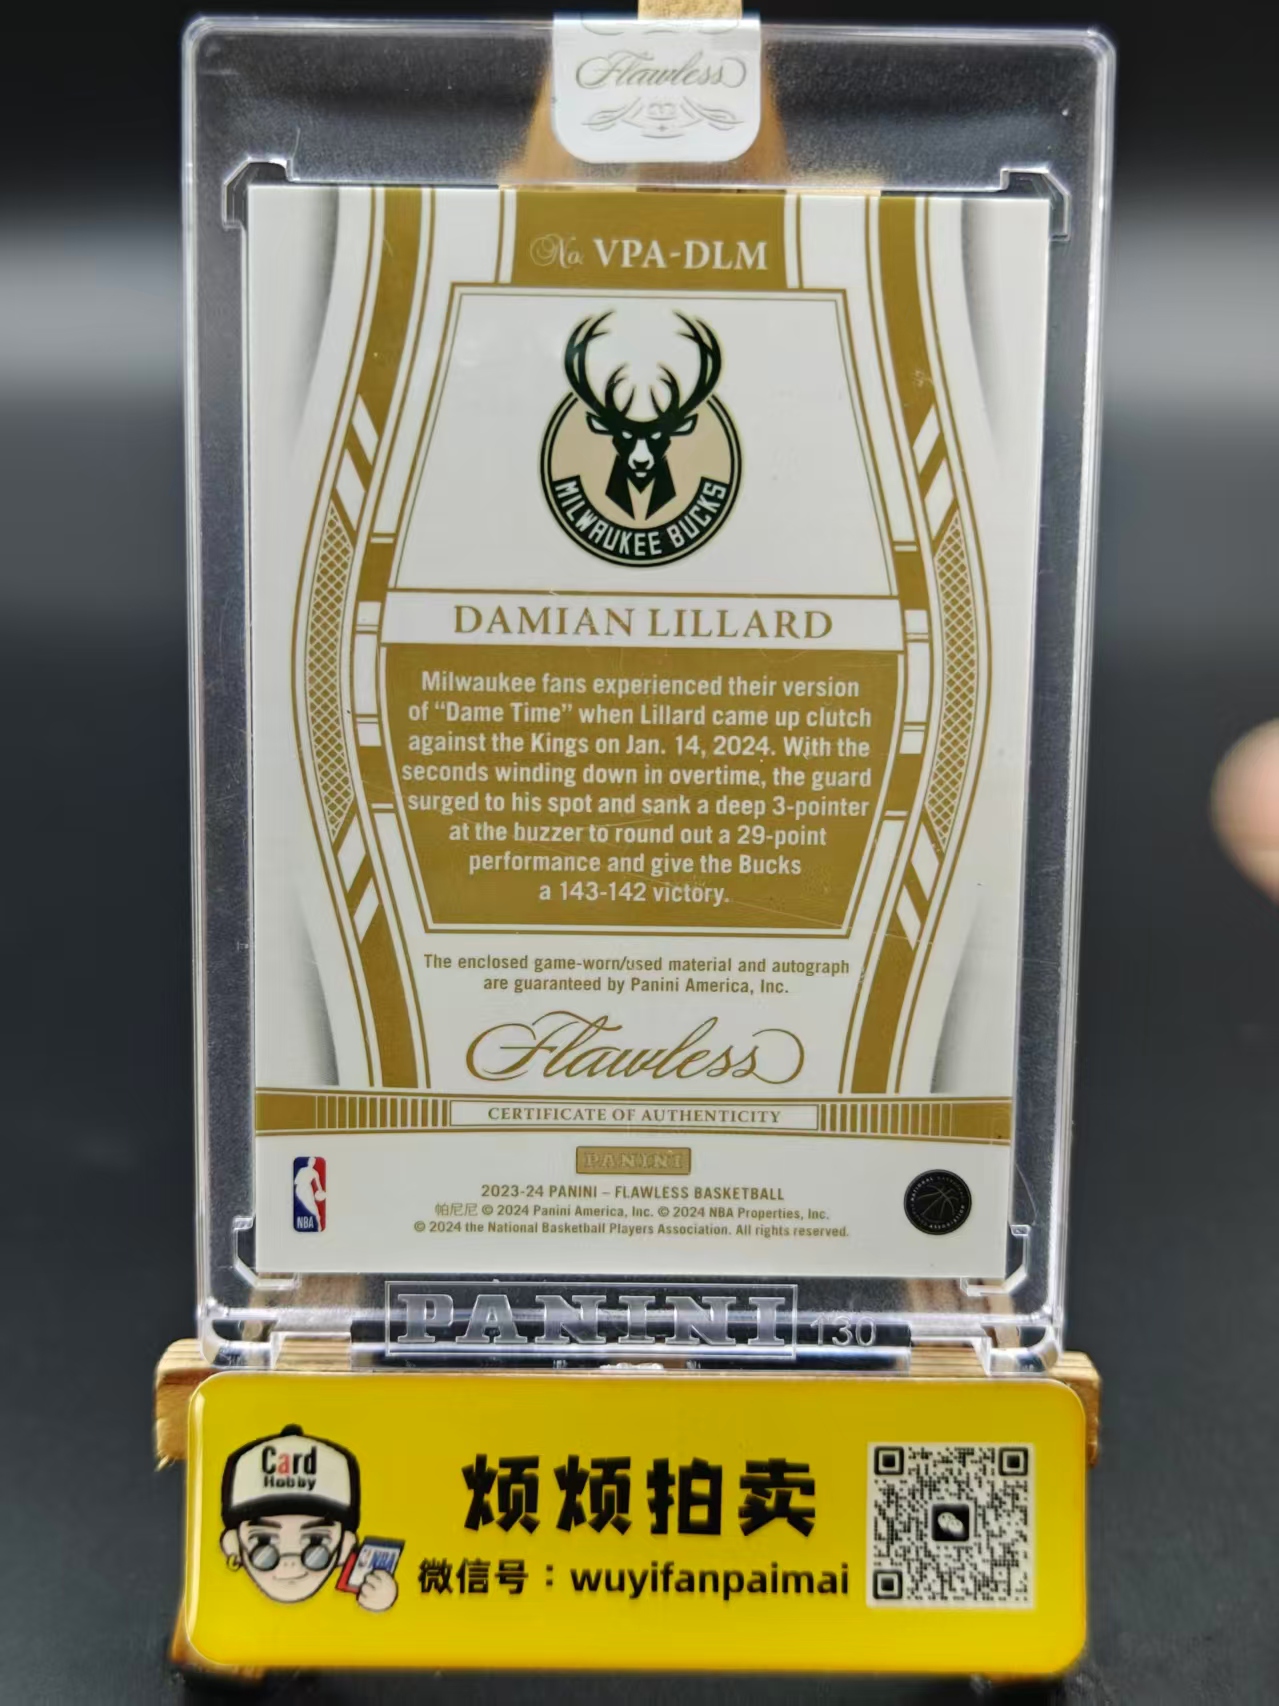 Flawless
No. VPA-DLM
MILWAUKEE BUCKS
DAMIAN LILLARD
Milwaukee fans experienced their version
of “Dame Time” when Lillard came up clutch
against the Kings on Jan. 14, 2024. With the
seconds winding down in overtime, the guard
surged to his spot and sank a deep 3-pointer
at the buzzer to round out a 29-point
performance and give the Bucks
a 143-142 victory.
The enclosed game-worn/used material and autograph
are guaranteed by Panini America, Inc.
Flawless
CERTIFICATE OF AUTHENTICITY
PANINI
NBA
2023-24 PANINI – FLAWLESS BASKETBALL
帕尼尼 © 2024 Panini America, Inc. © 2024 NBA Properties, Inc.
© 2024 the National Basketball Players Association. All rights reserved.
PANINI 130
Card
Hobby
NBA
烦烦拍卖
微信号：wuyifanpaimai